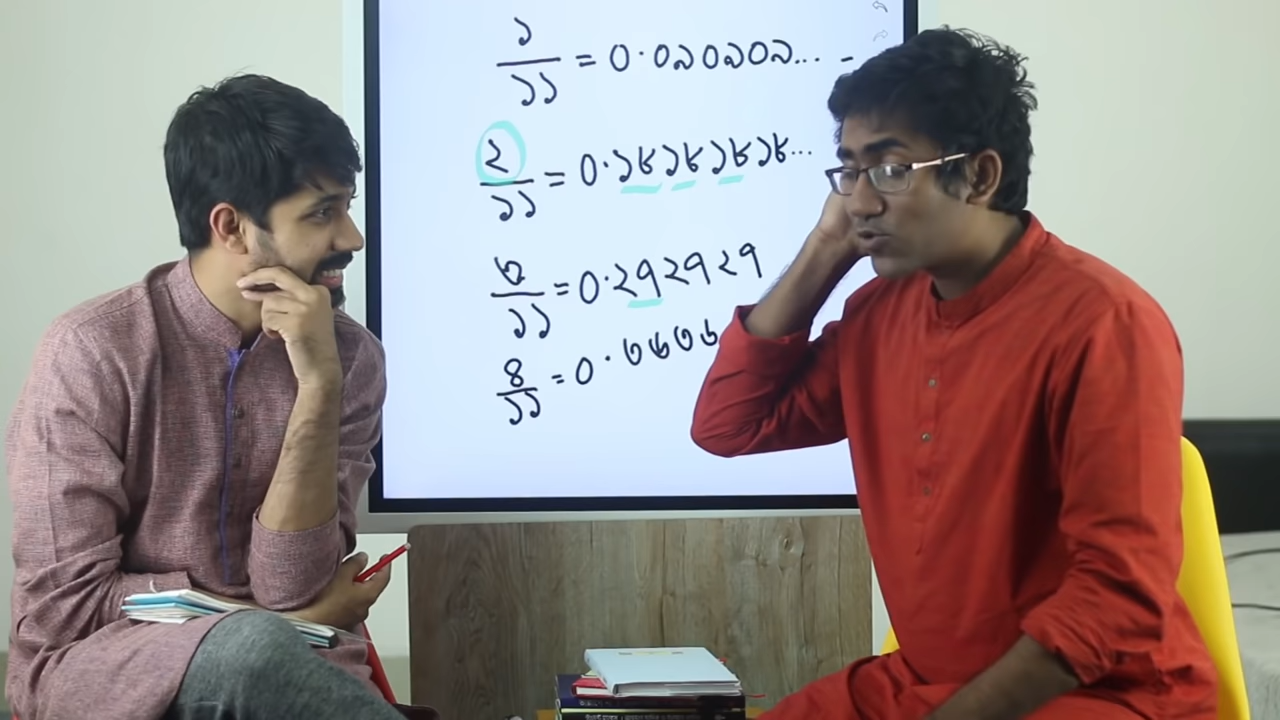 ১/১১ = ০.০৯০৯০৯...
২/১১ = ০.১৮১৮১৮১৮...
৩/১১ = ০.২৭২৭২৭
৪/১১ = ০.৩৬৩৬